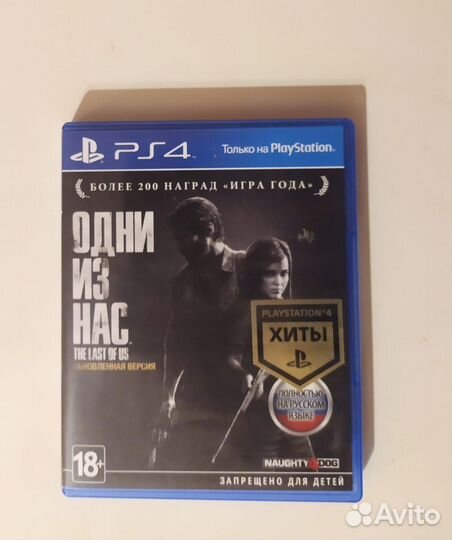 PS4
Только на PlayStation.
БОЛЕЕ 200 НАГРАД «ИГРА ГОДА»
ОДНИ
ИЗ
НАС
THE LAST OF US
ОБНОВЛЕННАЯ ВЕРСИЯ
PLAYSTATION®4
ХИТЫ
ПОЛНОСТЬЮ
НА РУССКОМ
ЯЗЫКЕ
18+
NAUGHTY DOG
ЗАПРЕЩЕНО ДЛЯ ДЕТЕЙ
Avito